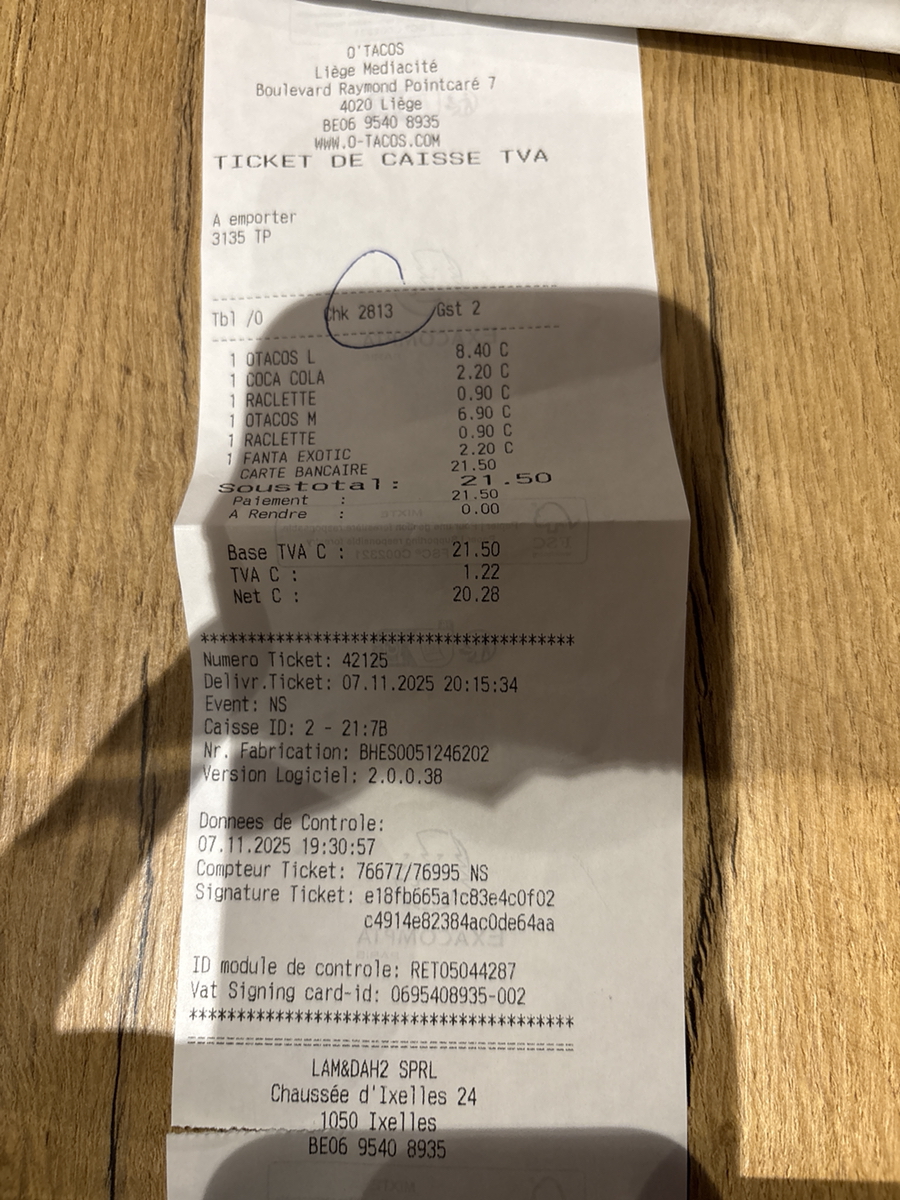 O'TACOS
Liège Mediacité
Boulevard Raymond Pointcaré 7
4020 Liège
BE06 9540 8935
WWW.O-TACOS.COM
TICKET DE CAISSE TVA
A emporter
3135 TP
Tbl /0 Chk 2813 Gst 2
1 OTACOS L 8.40 C
1 COCA COLA 2.20 C
1 RACLETTE 0.90 C
1 OTACOS M 6.90 C
1 RACLETTE 0.90 C
1 FANTA EXOTIC 2.20 C
CARTE BANCAIRE 21.50
Soustotal: 21.50
Paiement : 21.50
A Rendre : 0.00
Base TVA C : 21.50
TVA C : 1.22
Net C : 20.28
****************************************
Numero Ticket: 42125
Delivr.Ticket: 07.11.2025 20:15:34
Event: NS
Caisse ID: 2 - 21:7B
Nr. Fabrication: BHES0051246202
Version Logiciel: 2.0.0.38
Donnees de Controle:
07.11.2025 19:30:57
Compteur Ticket: 76677/76995 NS
Signature Ticket: e18fb665a1c83e4c0f02
c4914e82384ac0de64aa
ID module de controle: RET05044287
Vat Signing card-id: 0695408935-002
****************************************
========================================
LAM&DAH2 SPRL
Chaussée d'Ixelles 24
1050 Ixelles
BE06 9540 8935